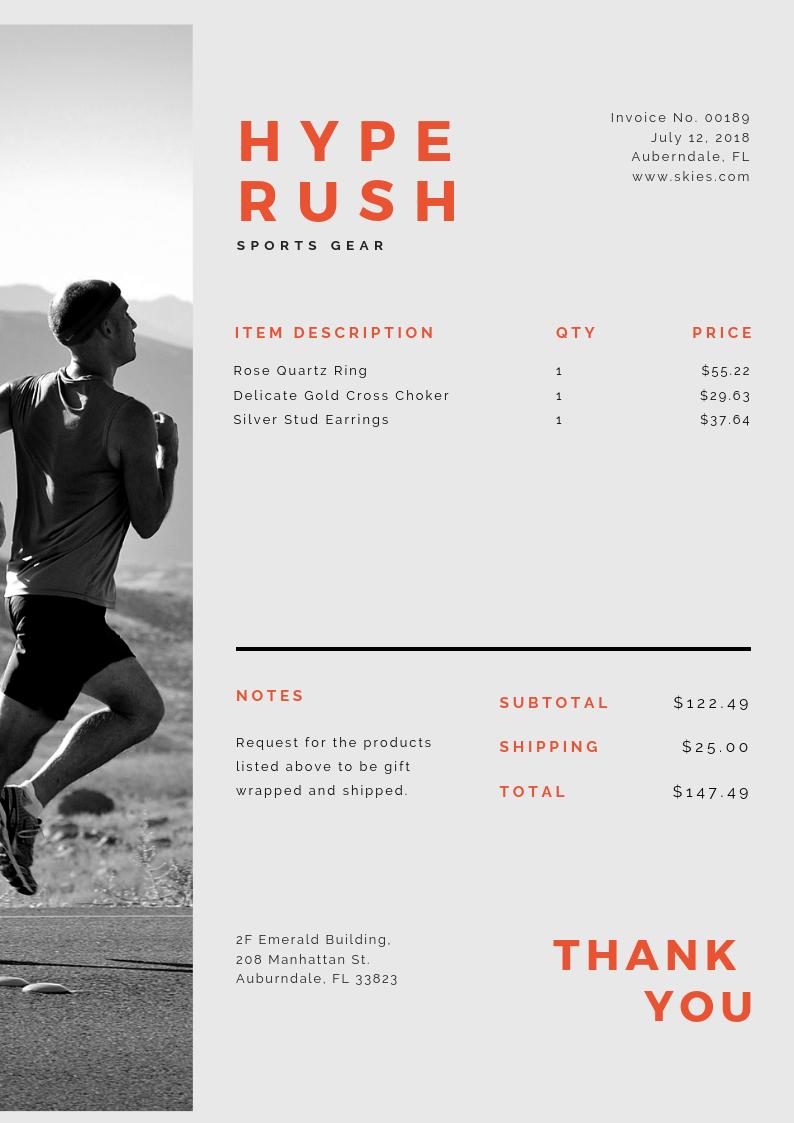 HYPE
RUSH
SPORTS GEAR
Invoice No. 00189
July 12, 2018
Auberndale, FL
www.skies.com
ITEM DESCRIPTION QTY PRICE
Rose Quartz Ring 1 $55.22
Delicate Gold Cross Choker 1 $29.63
Silver Stud Earrings 1 $37.64
NOTES
Request for the products
listed above to be gift
wrapped and shipped.
SUBTOTAL $122.49
SHIPPING $25.00
TOTAL $147.49
2F Emerald Building,
208 Manhattan St.
Auburndale, FL 33823
THANK
YOU